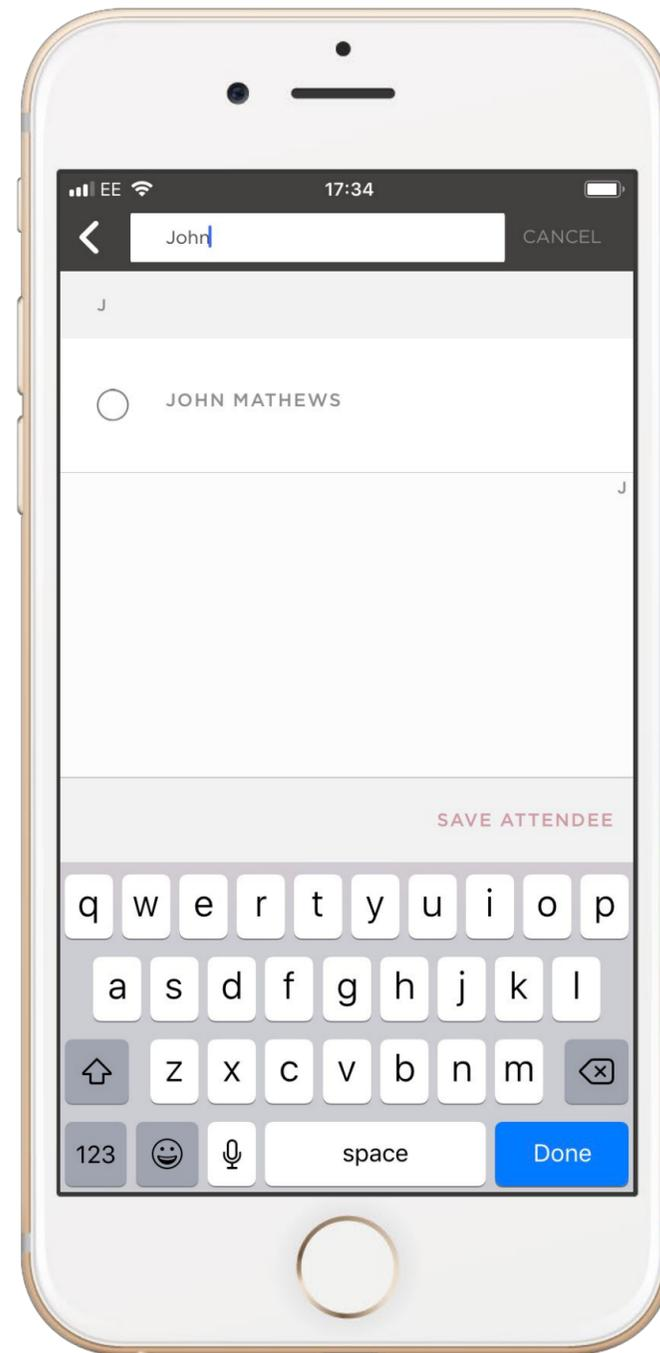 EE 17:34
John CANCEL
J
JOHN MATHEWS
J
SAVE ATTENDEE
q w e r t y u i o p
a s d f g h j k l
z x c v b n m
123 space Done